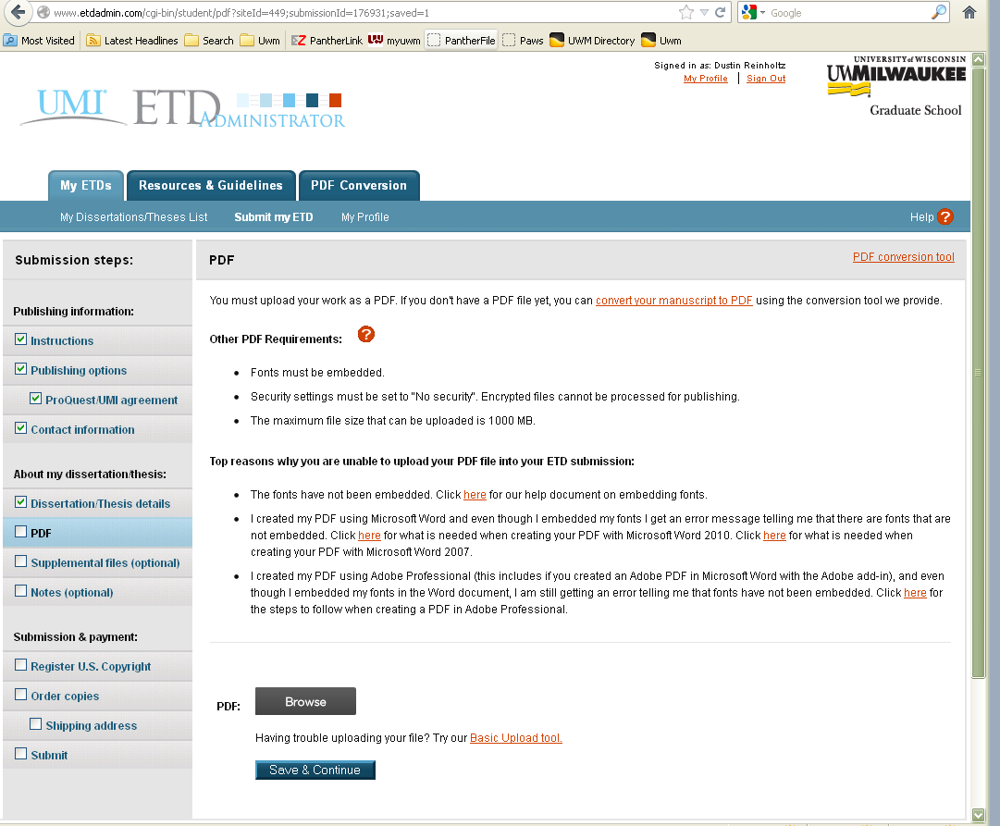 www.etdadmin.com/cgi-bin/student/pdf?siteId=449;submissionId=176931;saved=1
Google
Most Visited
Latest Headlines
Search
Uwm
PantherLink
myuwm
PantherFile
Paws
UWM Directory
Uwm
Signed in as: Dustin Reinholtz
My Profile | Sign Out
UNIVERSITY of WISCONSIN
UWMILWAUKEE
Graduate School
UMI ETD ADMINISTRATOR
My ETDs
Resources & Guidelines
PDF Conversion
My Dissertations/Theses List
Submit my ETD
My Profile
Help ?
Submission steps:
Publishing information:
Instructions
Publishing options
ProQuest/UMI agreement
Contact information
About my dissertation/thesis:
Dissertation/Thesis details
PDF
Supplemental files (optional)
Notes (optional)
Submission & payment:
Register U.S. Copyright
Order copies
Shipping address
Submit
PDF
PDF conversion tool
You must upload your work as a PDF. If you don't have a PDF file yet, you can convert your manuscript to PDF using the conversion tool we provide.
Other PDF Requirements: ?
• Fonts must be embedded.
• Security settings must be set to "No security". Encrypted files cannot be processed for publishing.
• The maximum file size that can be uploaded is 1000 MB.
Top reasons why you are unable to upload your PDF file into your ETD submission:
• The fonts have not been embedded. Click here for our help document on embedding fonts.
• I created my PDF using Microsoft Word and even though I embedded my fonts I get an error message telling me that there are fonts that are
not embedded. Click here for what is needed when creating your PDF with Microsoft Word 2010. Click here for what is needed when
creating your PDF with Microsoft Word 2007.
• I created my PDF using Adobe Professional (this includes if you created an Adobe PDF in Microsoft Word with the Adobe add-in), and even
though I embedded my fonts in the Word document, I am still getting an error telling me that fonts have not been embedded. Click here for
the steps to follow when creating a PDF in Adobe Professional.
PDF:
Browse
Having trouble uploading your file? Try our Basic Upload tool.
Save & Continue